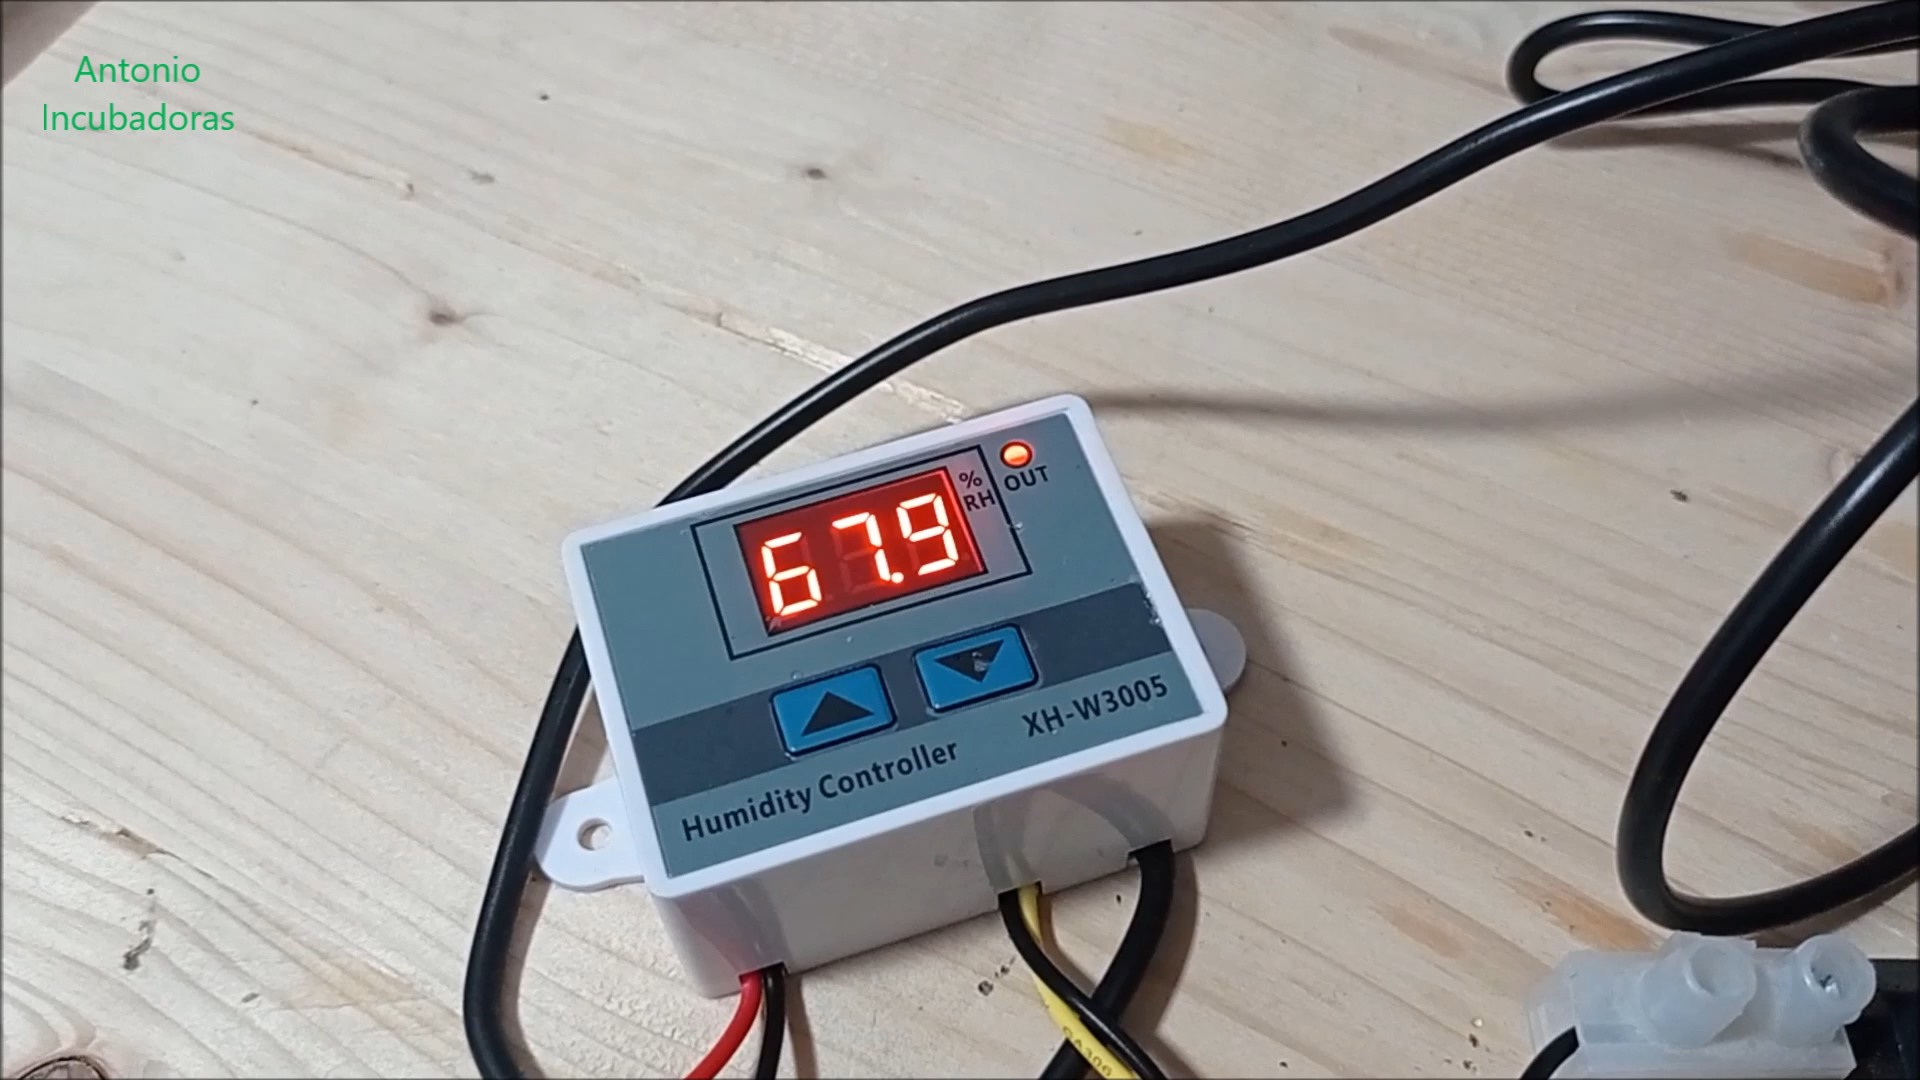 Antonio
Incubadoras
67.9
%
RH
OUT
Humidity Controller
XH-W3005